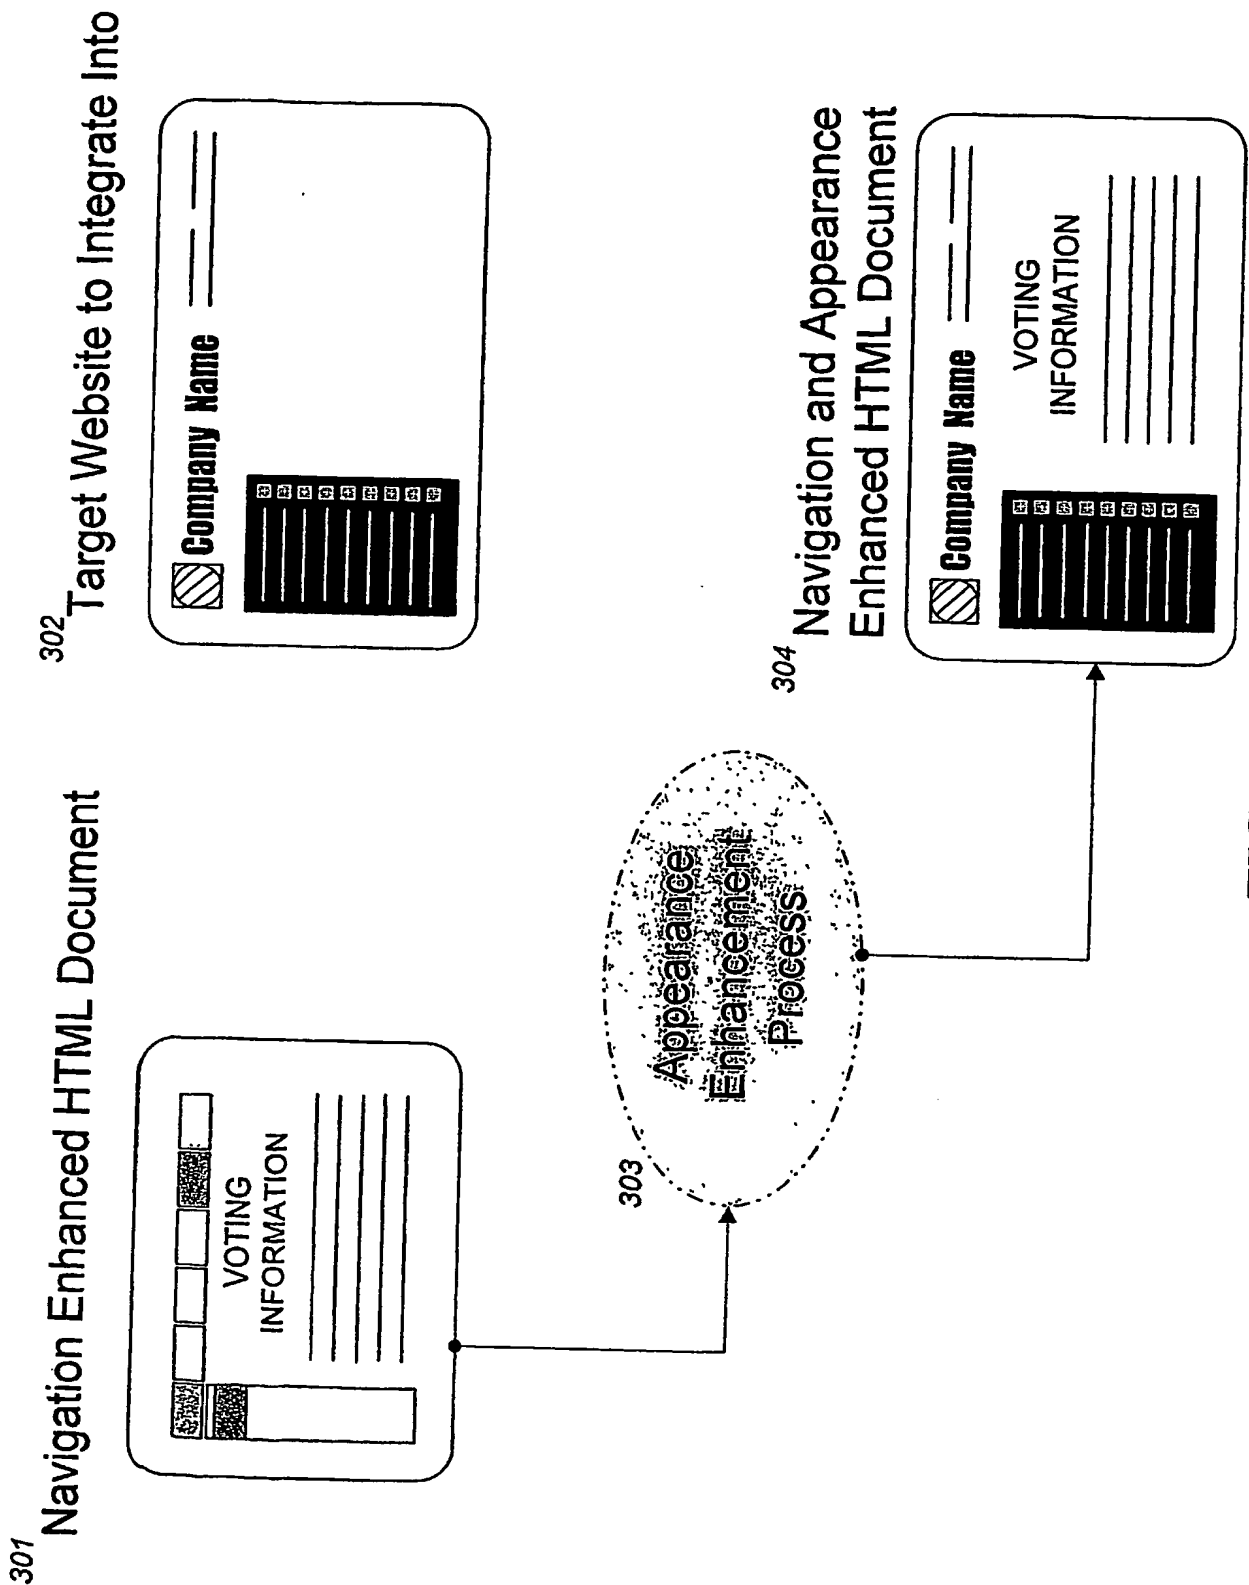 301
Navigation Enhanced HTML Document
VOTING
INFORMATION
302
Target Website to Integrate Into
Company Name
303
Appearance
Enhancement
Process
304
Navigation and Appearance
Enhanced HTML Document
Company Name
VOTING
INFORMATION